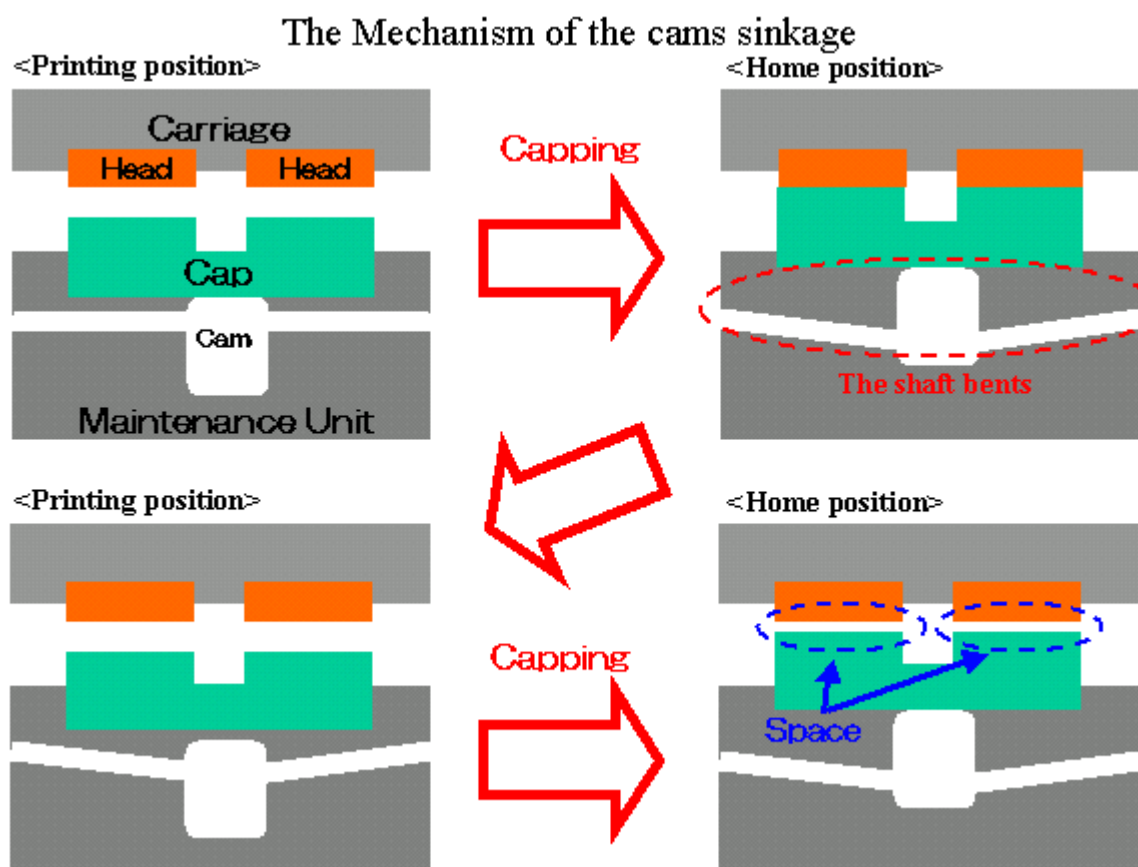 The Mechanism of the cams sinkage
<Printing position>
<Home position>
Carriage
Head
Head
Cap
Cam
Maintenance Unit
Capping
The shaft bents
<Printing position>
<Home position>
Capping
Space